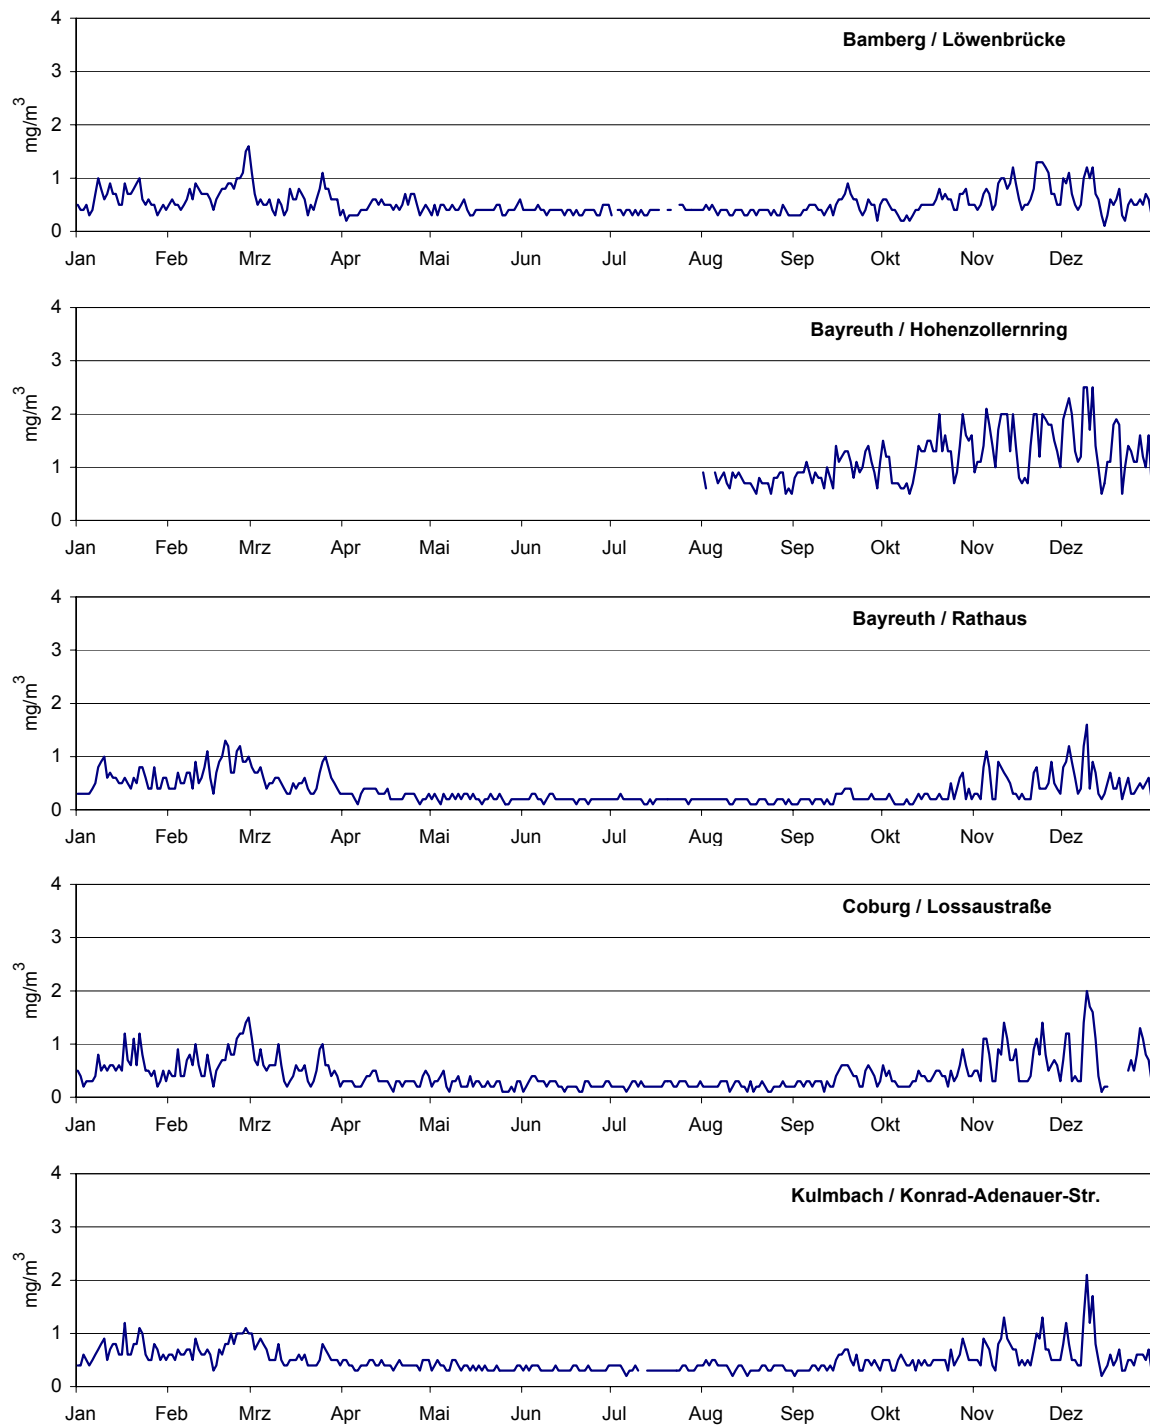 Bamberg / Löwenbrücke
4
3
2
1
0
mg/m³
Jan Feb Mrz Apr Mai Jun Jul Aug Sep Okt Nov Dez
Bayreuth / Hohenzollernring
4
3
2
1
0
mg/m³
Jan Feb Mrz Apr Mai Jun Jul Aug Sep Okt Nov Dez
Bayreuth / Rathaus
4
3
2
1
0
mg/m³
Jan Feb Mrz Apr Mai Jun Jul Aug Sep Okt Nov Dez
Coburg / Lossaustraße
4
3
2
1
0
mg/m³
Jan Feb Mrz Apr Mai Jun Jul Aug Sep Okt Nov Dez
Kulmbach / Konrad-Adenauer-Str.
4
3
2
1
0
mg/m³
Jan Feb Mrz Apr Mai Jun Jul Aug Sep Okt Nov Dez